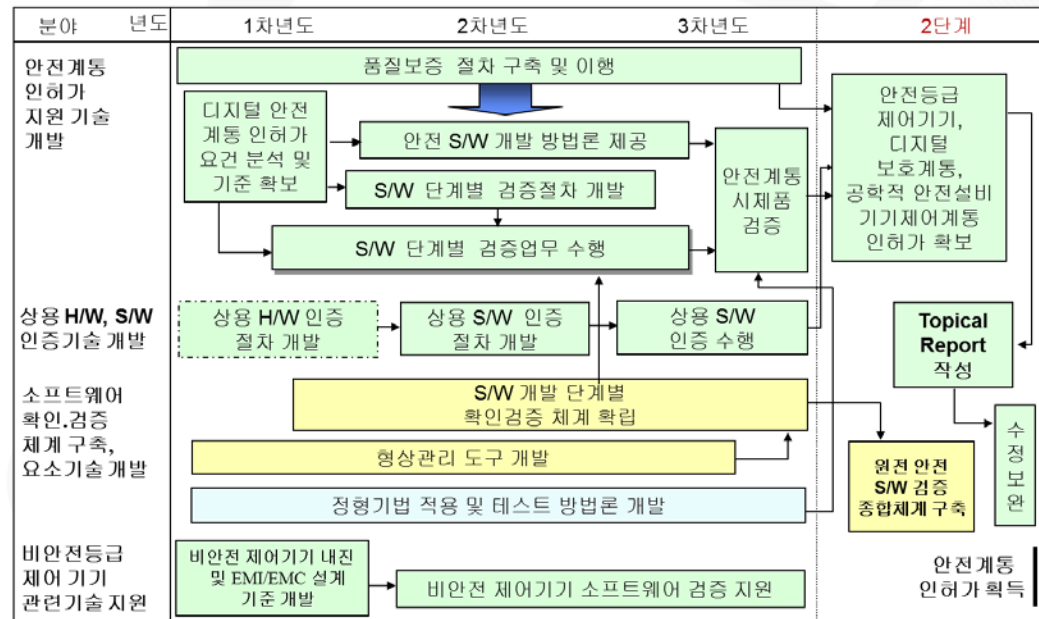 분야 년도 1차년도 2차년도 3차년도 2단계
안전계통
인허가
지원 기술
개발
품질보증 절차 구축 및 이행
디지털 안전
계통 인허가
요건 분석 및
기준 확보
안전 S/W 개발 방법론 제공
S/W 단계별 검증절차 개발
S/W 단계별 검증업무 수행
안전계통
시제품
검증
안전등급
제어기기,
디지털
보호계통,
공학적 안전설비
기기제어계통
인허가 확보
상용 H/W, S/W
인증기술 개발
상용 H/W 인증
절차 개발
상용 S/W 인증
절차 개발
상용 S/W
인증 수행
Topical
Report
작성
소프트웨어
확인.검증
체계 구축,
요소기술 개발
S/W 개발 단계별
확인검증 체계 확립
형상관리 도구 개발
정형기법 적용 및 테스트 방법론 개발
원전 안전
S/W 검증
종합체계 구축
수
정
보
완
비안전등급
제어 기기
관련기술 지원
비안전 제어기기 내진
및 EMI/EMC 설계
기준 개발
비안전 제어기기 소프트웨어 검증 지원
안전계통
인허가 획득